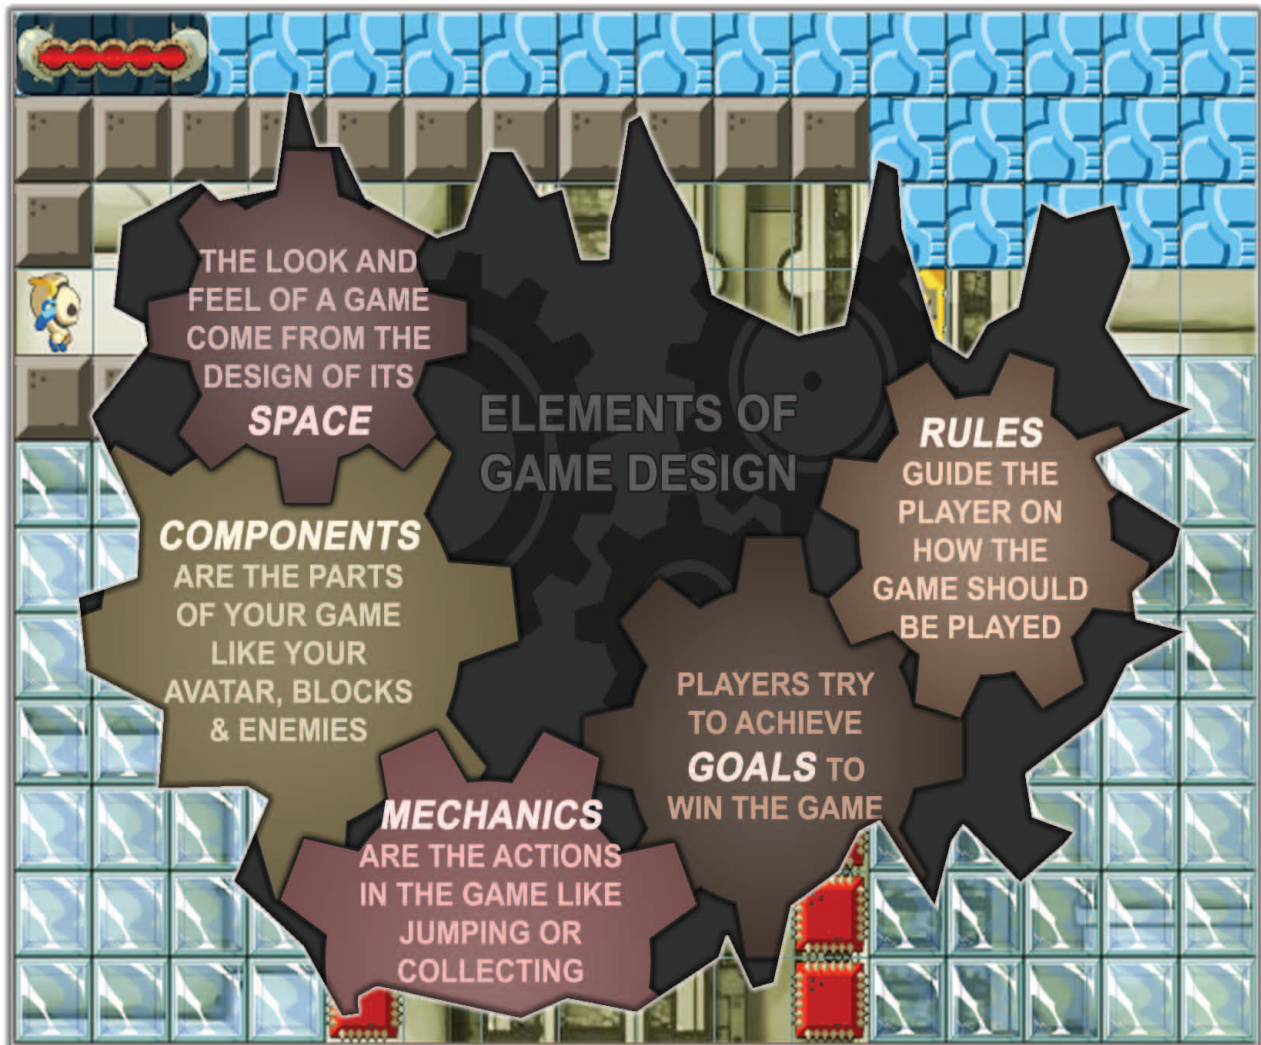 THE LOOK AND
FEEL OF A GAME
COME FROM THE
DESIGN OF ITS
SPACE
ELEMENTS OF
GAME DESIGN
RULES
GUIDE THE
PLAYER ON
HOW THE
GAME SHOULD
BE PLAYED
COMPONENTS
ARE THE PARTS
OF YOUR GAME
LIKE YOUR
AVATAR, BLOCKS
& ENEMIES
PLAYERS TRY
TO ACHIEVE
GOALS TO
WIN THE GAME
MECHANICS
ARE THE ACTIONS
IN THE GAME LIKE
JUMPING OR
COLLECTING